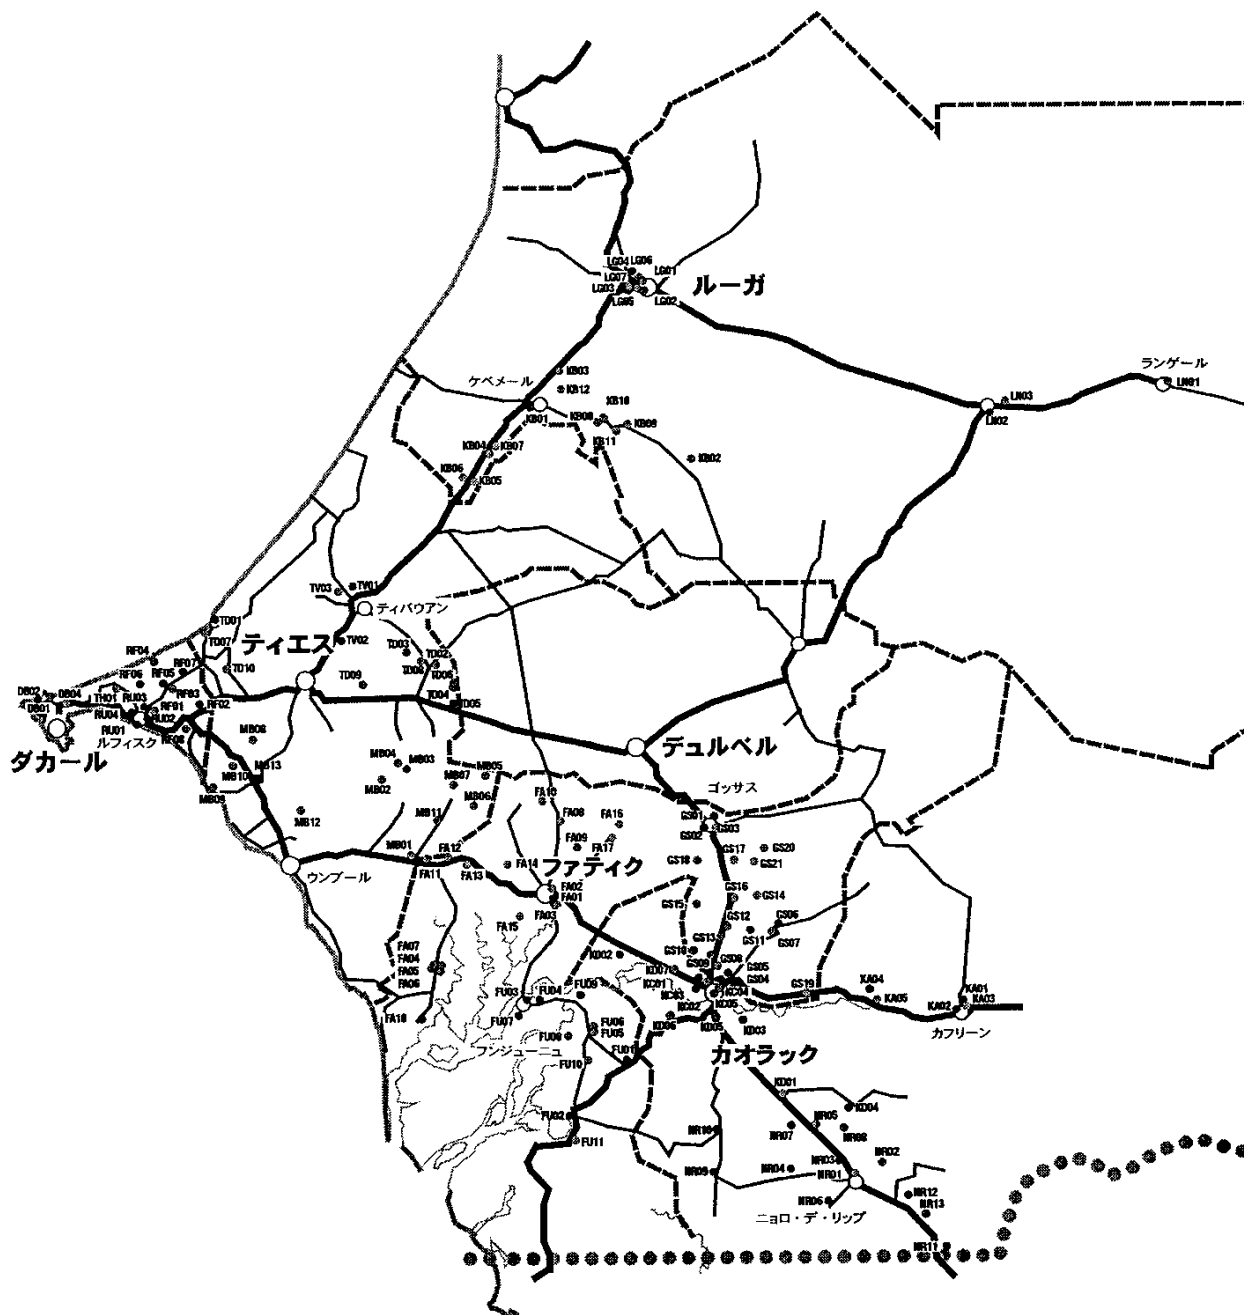 LG04 LG06
LG07 LG01
LG03
LG05 LG02
ルーガ
ランゲール
LN01
LN03
LN02
KB03
ケベメール
KB12
KB01
KB10
KB08 KB09
KB11
KB04 KB07
KB02
KB06
KB05
TV03 TV01
ティバウアン
TD01
TD07
ティエス
TV02
TD03
TD02
RF04
RF07
TD10
TD08
TD06
RF06
RF05
TD09
DB02
DB04
TH01
RU03
RF03
TD04
TD05
DB01
RU04
RF01
RF02
RU02
RU01
ルフィスク
RF08
MB08
ダカール
デュルベル
MB10
MB13
MB04
MB03
MB02
MB07
MB05
MB09
MB06
FA10
ゴッサス
MB12
MB11
FA08
FA16
GS01
GS02 GS03
FA09
FA17
MB01
FA12
FA11
FA13
FA14
ファティク
GS18
GS17
GS20
GS21
ウンブール
FA02
FA01
GS16
GS14
FA03
GS15
FA15
GS12
GS06
GS11
GS07
FA07
FA04
FA05
FA06
KD02
GS13
GS10
GS09
GS08
GS05
GS04
KD07
KC01
KC03
KC04
KC05
KC02
GS19
KA04
KA05
KA01
KA02 KA03
カフリーン
FA18
FU03 FU04
FU09
FU07
FU06
FU05
KD06
KD05
KD03
FU08
フンジューニュ
カオラック
FU10
FU01
KD01
FU02
KD04
NR05
NR10
NR07
NR08
FU11
NR03
NR02
NR09
NR04
NR01
NR06
ニョロ・デ・リップ
NR12
NR13
NR11